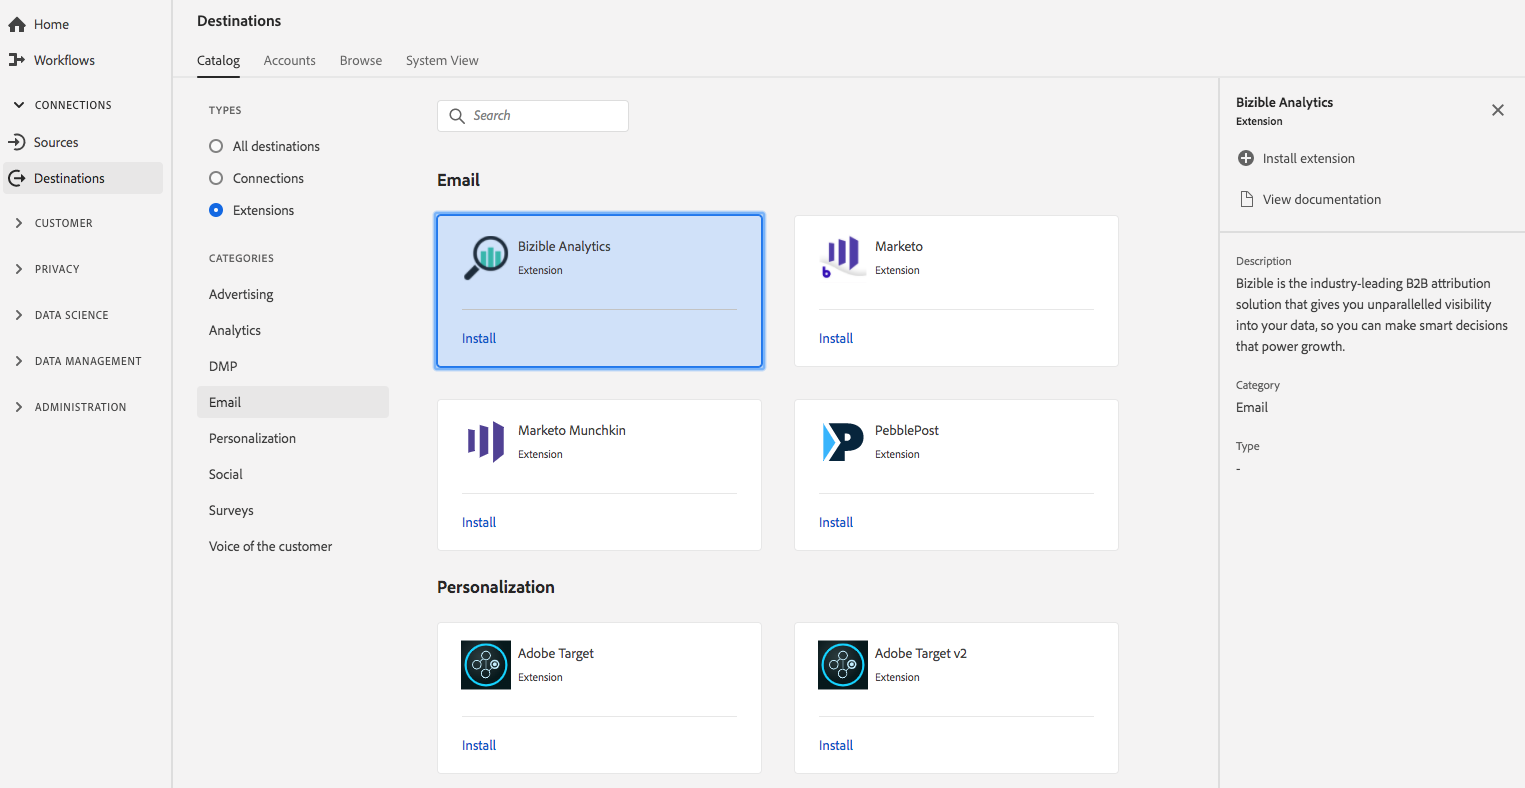 Home
Workflows
CONNECTIONS
Sources
Destinations
CUSTOMER
PRIVACY
DATA SCIENCE
DATA MANAGEMENT
ADMINISTRATION
Destinations
Catalog Accounts Browse System View
TYPES
All destinations
Connections
Extensions
CATEGORIES
Advertising
Analytics
DMP
Email
Personalization
Social
Surveys
Voice of the customer
Search
Email
Bizible Analytics
Extension
Install
Marketo
Extension
Install
Marketo Munchkin
Extension
Install
PebblePost
Extension
Install
Personalization
Adobe Target
Extension
Install
Adobe Target v2
Extension
Install
Bizible Analytics
Extension
Install extension
View documentation
Description
Bizible is the industry-leading B2B attribution
solution that gives you unparallelled visibility
into your data, so you can make smart decisions
that power growth.
Category
Email
Type
-